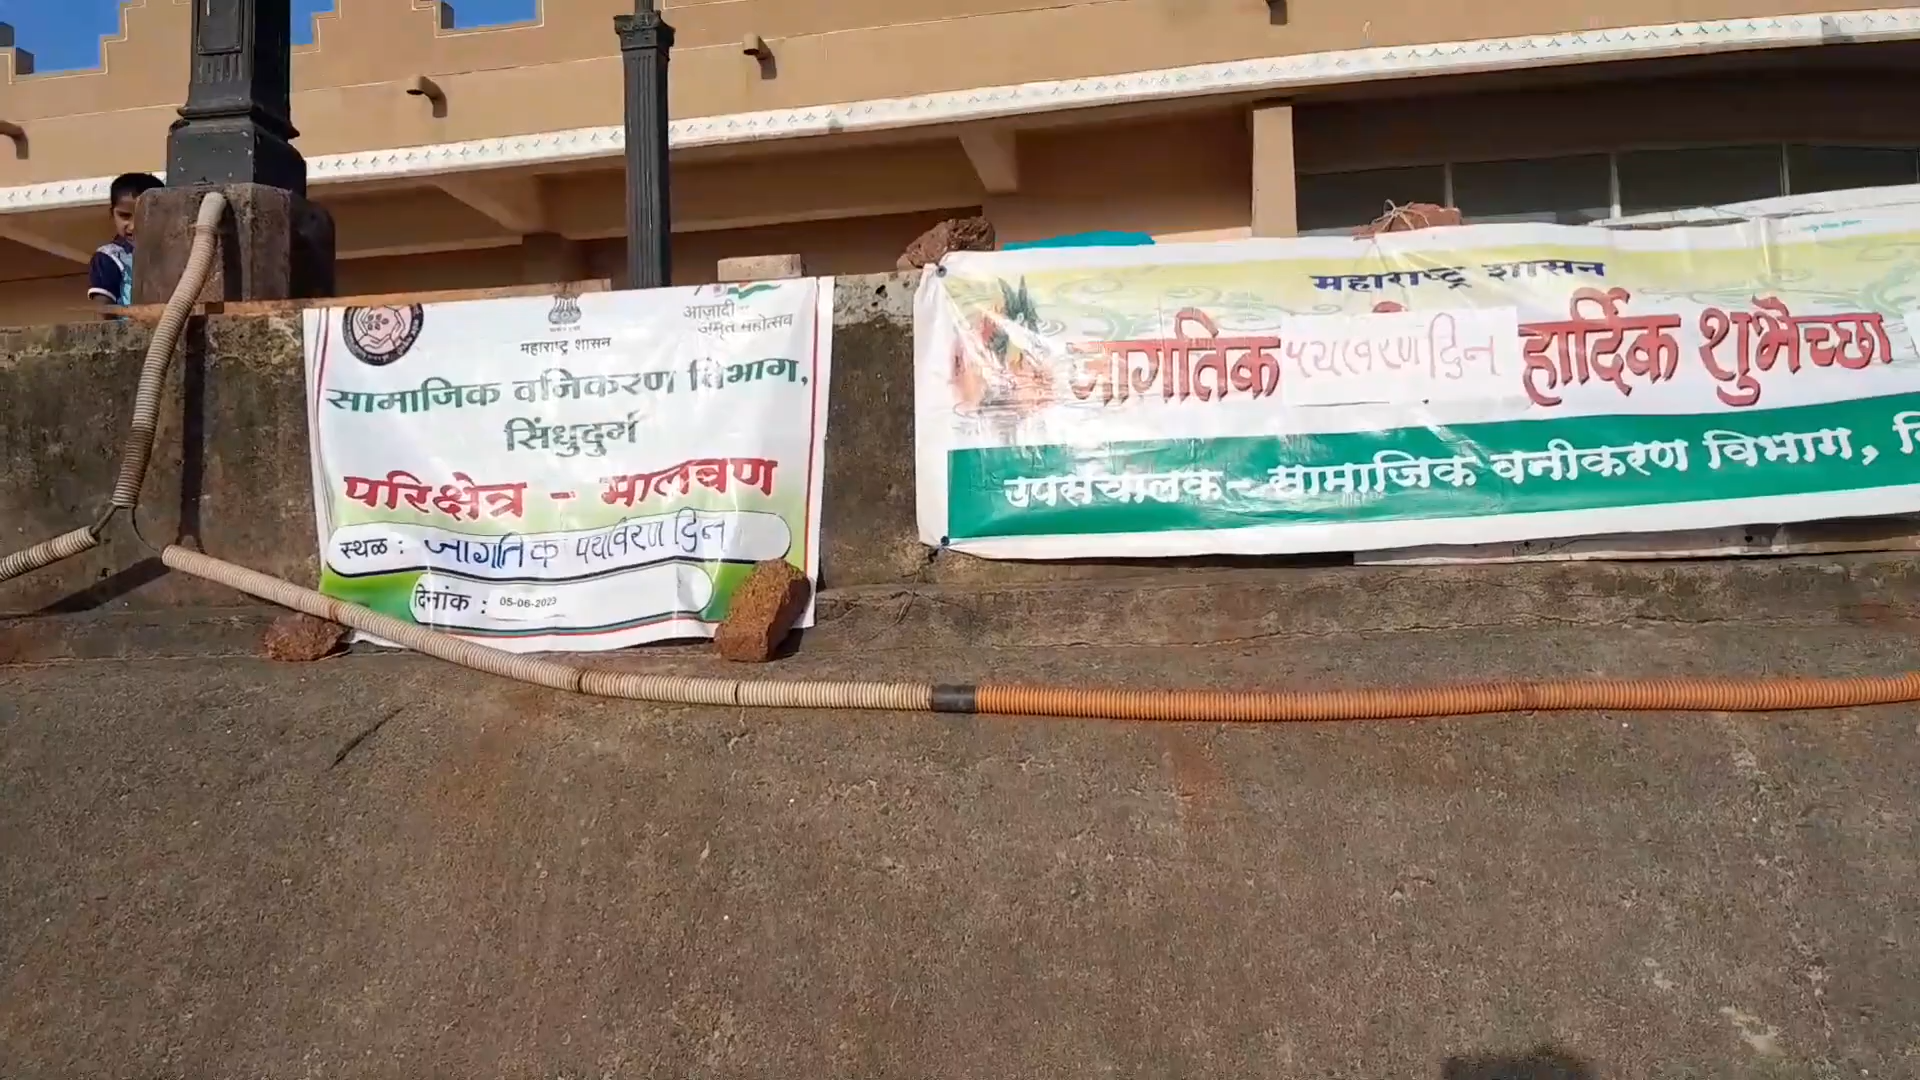 महाराष्ट्र शासन
आज़ादी का
अमृत महोत्सव
सामाजिक वनिकरण विभाग,
सिंधुदुर्ग
परिक्षेत्र - मालवण
स्थळ : जागतिक पर्यावरण दिन
दिनांक : 05-06-2023
महाराष्ट्र शासन
जागतिक पर्यावरण दिन हार्दिक शुभेच्छा
उपसंचालक - सामाजिक वनीकरण विभाग,